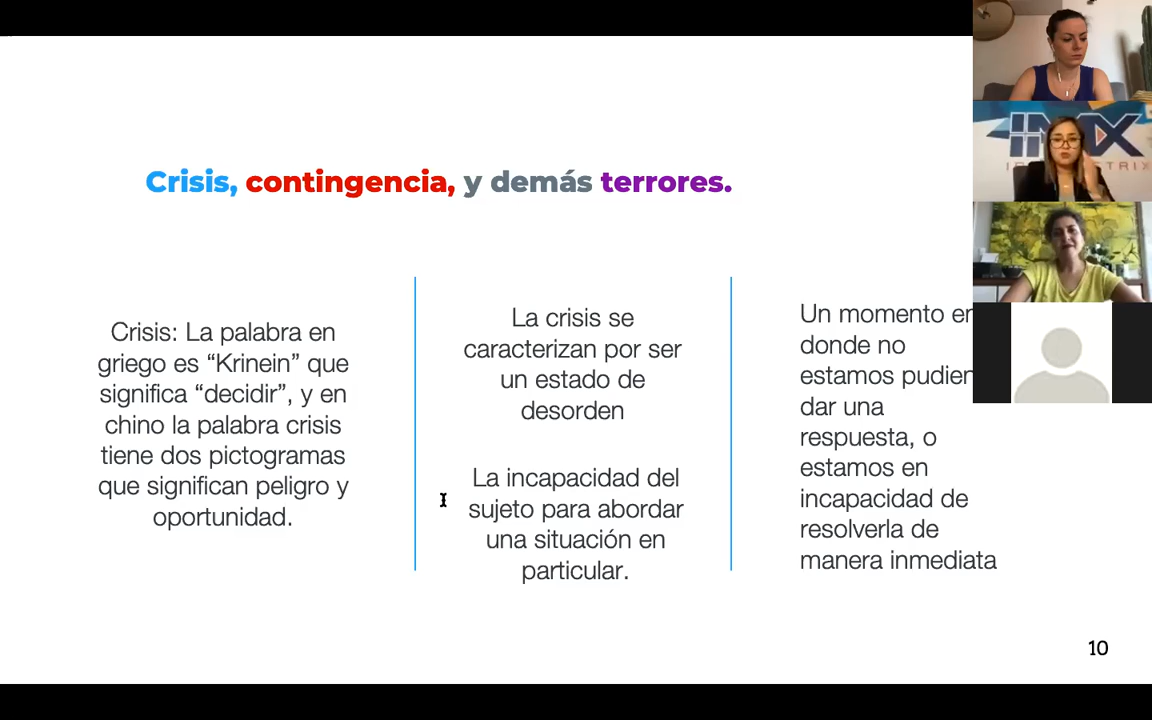 Crisis, contingencia, y demás terrores.
Crisis: La palabra en
griego es “Krinein” que
significa “decidir”, y en
chino la palabra crisis
tiene dos pictogramas
que significan peligro y
oportunidad.
La crisis se
caracterizan por ser
un estado de
desorden
La incapacidad del
sujeto para abordar
una situación en
particular.
Un momento en
donde no
estamos pudien
dar una
respuesta, o
estamos en
incapacidad de
resolverla de
manera inmediata
10